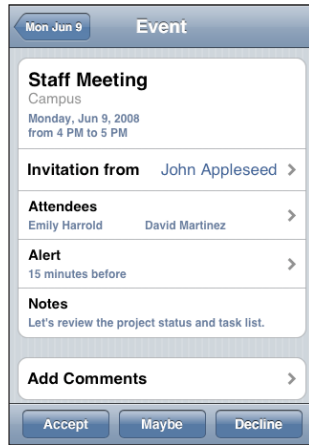 Mon Jun 9 Event
Staff Meeting
Campus
Monday, Jun 9, 2008
from 4 PM to 5 PM
Invitation from John Appleseed
Attendees
Emily Harrold David Martinez
Alert
15 minutes before
Notes
Let's review the project status and task list.
Add Comments
Accept Maybe Decline